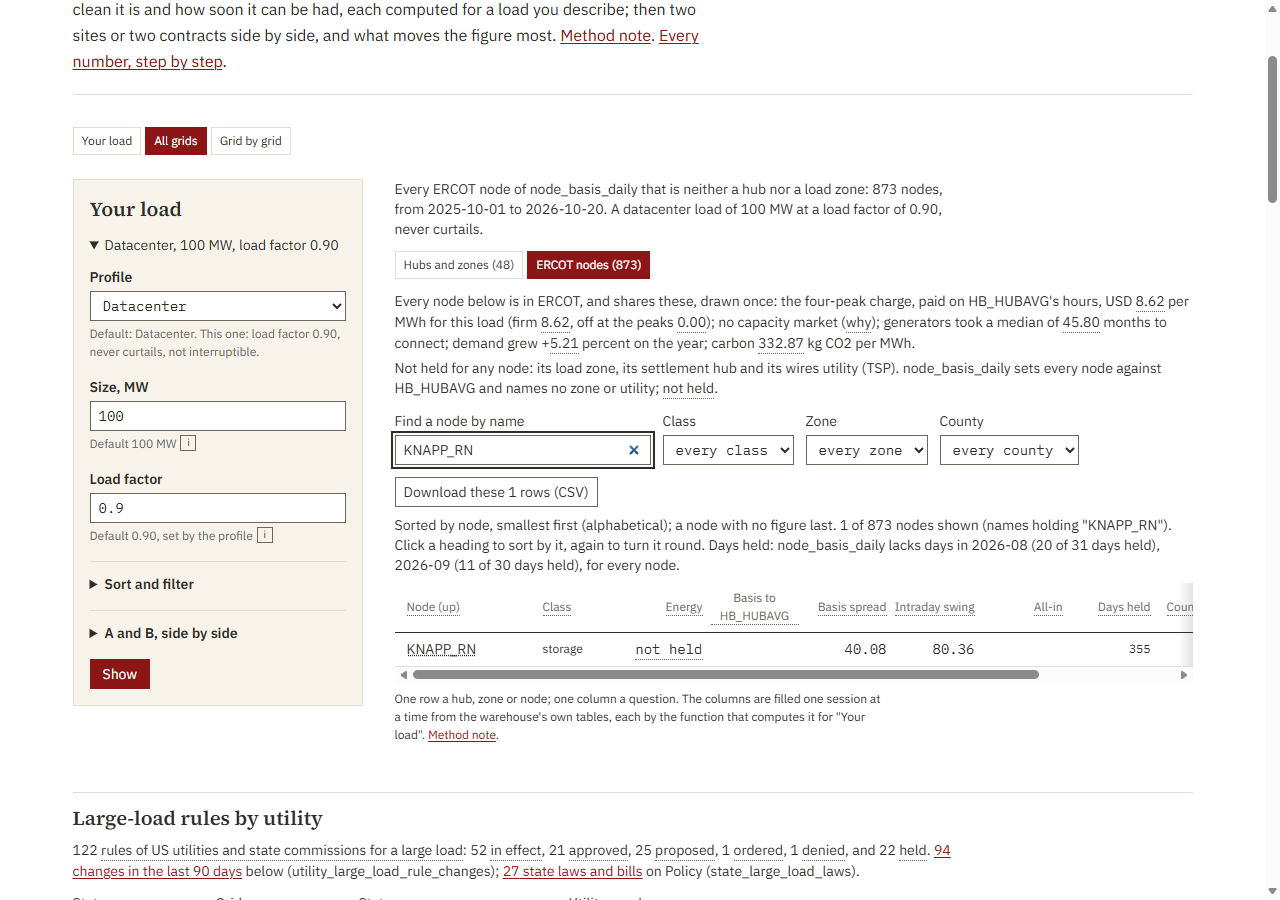 clean it is and how soon it can be had, each computed for a load you describe; then two
sites or two contracts side by side, and what moves the figure most. Method note. Every
number, step by step.
Your load
All grids
Grid by grid
Your load
▼ Datacenter, 100 MW, load factor 0.90
Profile
Datacenter
Default: Datacenter. This one: load factor 0.90,
never curtails, not interruptible.
Size, MW
100
Default 100 MW i
Load factor
0.9
Default 0.90, set by the profile i
▶ Sort and filter
▶ A and B, side by side
Show
Every ERCOT node of node_basis_daily that is neither a hub nor a load zone: 873 nodes,
from 2025-10-01 to 2026-10-20. A datacenter load of 100 MW at a load factor of 0.90,
never curtails.
Hubs and zones (48)
ERCOT nodes (873)
Every node below is in ERCOT, and shares these, drawn once: the four-peak charge, paid on HB_HUBAVG's hours, USD 8.62 per
MWh for this load (firm 8.62, off at the peaks 0.00); no capacity market (why); generators took a median of 45.80 months to
connect; demand grew +5.21 percent on the year; carbon 332.87 kg CO2 per MWh.
Not held for any node: its load zone, its settlement hub and its wires utility (TSP). node_basis_daily sets every node against
HB_HUBAVG and names no zone or utility; not held.
Find a node by name
KNAPP_RN
Class
every class
Zone
every zone
County
every county
Download these 1 rows (CSV)
Sorted by node, smallest first (alphabetical); a node with no figure last. 1 of 873 nodes shown (names holding "KNAPP_RN").
Click a heading to sort by it, again to turn it round. Days held: node_basis_daily lacks days in 2026-08 (20 of 31 days held),
2026-09 (11 of 30 days held), for every node.
Node (up) Class Energy Basis to HB_HUBAVG Basis spread Intraday swing All-in Days held Coun
KNAPP_RN storage not held 40.08 80.36 355
One row a hub, zone or node; one column a question. The columns are filled one session at
a time from the warehouse's own tables, each by the function that computes it for "Your
load". Method note.
Large-load rules by utility
122 rules of US utilities and state commissions for a large load: 52 in effect, 21 approved, 25 proposed, 1 ordered, 1 denied, and 22 held. 94
changes in the last 90 days below (utility_large_load_rule_changes); 27 state laws and bills on Policy (state_large_load_laws).